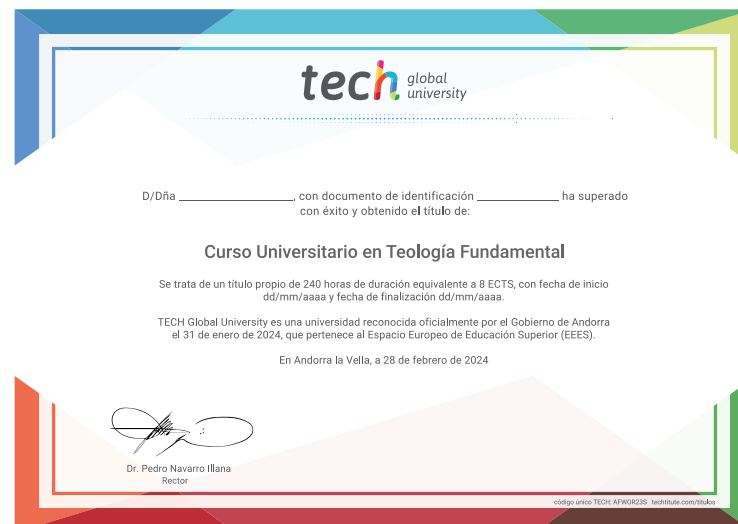 tech global university
D/Dña ____________________, con documento de identificación ______________ ha superado
con éxito y obtenido el título de:
Curso Universitario en Teología Fundamental
Se trata de un título propio de 240 horas de duración equivalente a 8 ECTS, con fecha de inicio
dd/mm/aaaa y fecha de finalización dd/mm/aaaa.
TECH Global University es una universidad reconocida oficialmente por el Gobierno de Andorra
el 31 de enero de 2024, que pertenece al Espacio Europeo de Educación Superior (EEES).
En Andorra la Vella, a 28 de febrero de 2024
Dr. Pedro Navarro Illana
Rector
código único TECH: AFWOR23S techtitute.com/titulos